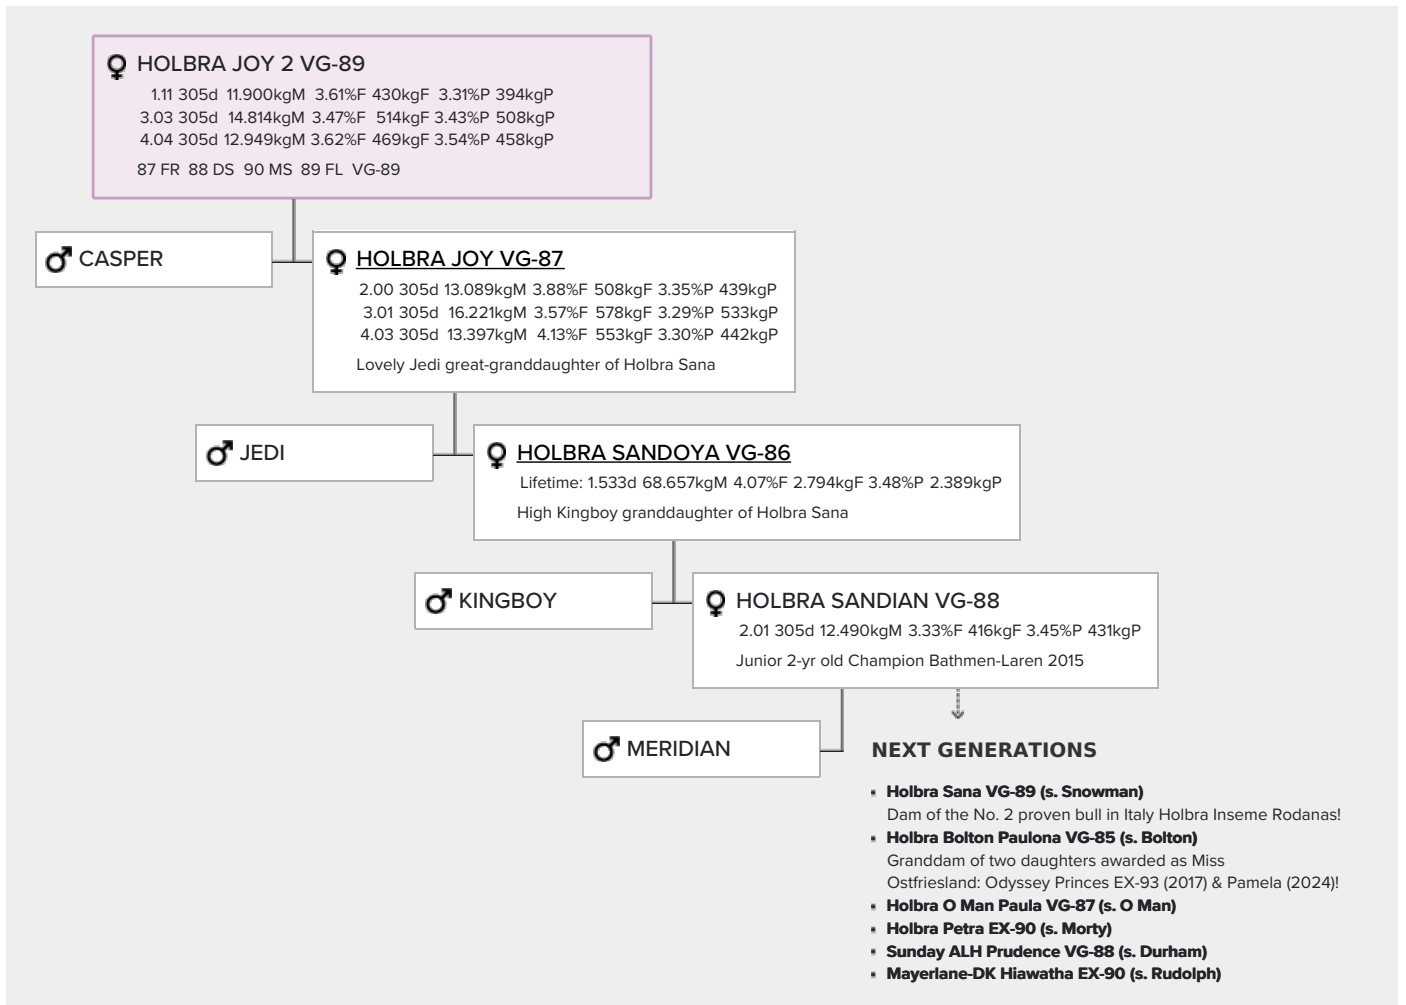 HOLBRA JOY 2 VG-89
1.11 305d 11.900kgM 3.61%F 430kgF 3.31%P 394kgP
3.03 305d 14.814kgM 3.47%F 514kgF 3.43%P 508kgP
4.04 305d 12.949kgM 3.62%F 469kgF 3.54%P 458kgP
87 FR 88 DS 90 MS 89 FL VG-89
CASPER
HOLBRA JOY VG-87
2.00 305d 13.089kgM 3.88%F 508kgF 3.35%P 439kgP
3.01 305d 16.221kgM 3.57%F 578kgF 3.29%P 533kgP
4.03 305d 13.397kgM 4.13%F 553kgF 3.30%P 442kgP
Lovely Jedi great-granddaughter of Holbra Sana
JEDI
HOLBRA SANDOYA VG-86
Lifetime: 1.533d 68.657kgM 4.07%F 2.794kgF 3.48%P 2.389kgP
High Kingboy granddaughter of Holbra Sana
KINGBOY
HOLBRA SANDIAN VG-88
2.01 305d 12.490kgM 3.33%F 416kgF 3.45%P 431kgP
Junior 2-yr old Champion Bathmen-Laren 2015
MERIDIAN
NEXT GENERATIONS
Holbra Sana VG-89 (s. Snowman)
Dam of the No. 2 proven bull in Italy Holbra Inseme Rodanas!
Holbra Bolton Paulona VG-85 (s. Bolton)
Granddam of two daughters awarded as Miss
Ostfriesland: Odyssey Princes EX-93 (2017) & Pamela (2024)!
Holbra O Man Paula VG-87 (s. O Man)
Holbra Petra EX-90 (s. Morty)
Sunday ALH Prudence VG-88 (s. Durham)
Mayerlane-DK Hiawatha EX-90 (s. Rudolph)